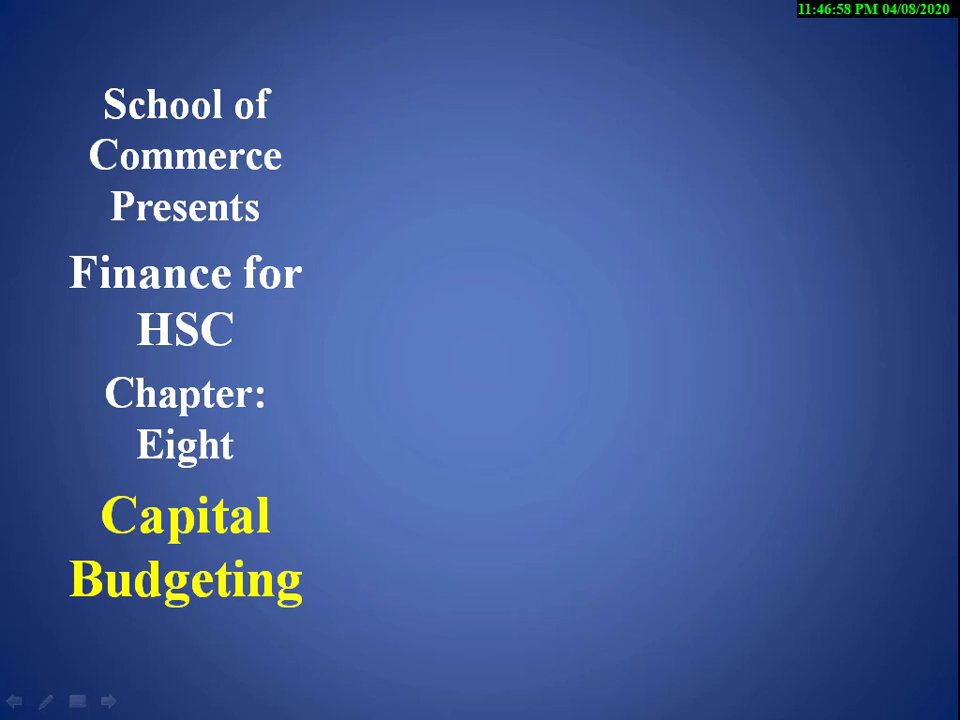 11:46:58 PM 04/08/2020
School of
Commerce
Presents
Finance for
HSC
Chapter:
Eight
Capital
Budgeting